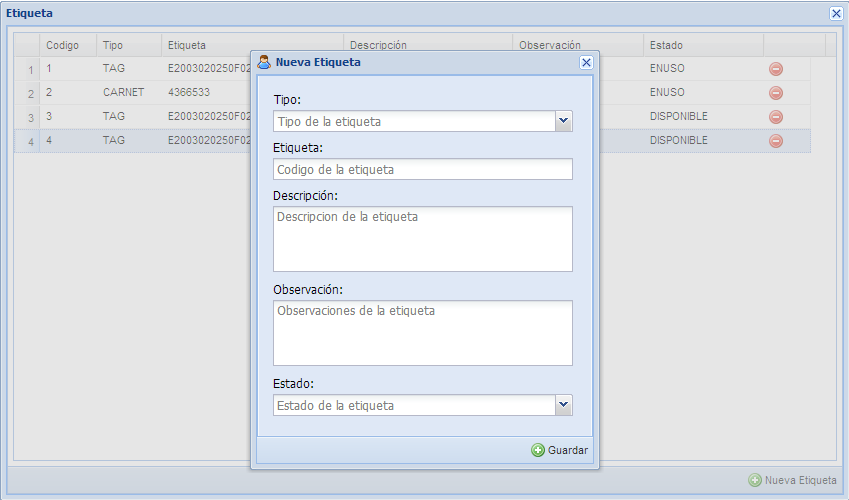 Etiqueta
Codigo Tipo Etiqueta Descripción Observación Estado
1 1 TAG E2003020250F02 ENUSO
2 2 CARNET 4366533 ENUSO
3 3 TAG E2003020250F02 DISPONIBLE
4 4 TAG E2003020250F02 DISPONIBLE
Nueva Etiqueta
Tipo:
Tipo de la etiqueta
Etiqueta:
Codigo de la etiqueta
Descripción:
Descripcion de la etiqueta
Observación:
Observaciones de la etiqueta
Estado:
Estado de la etiqueta
Guardar
Nueva Etiqueta